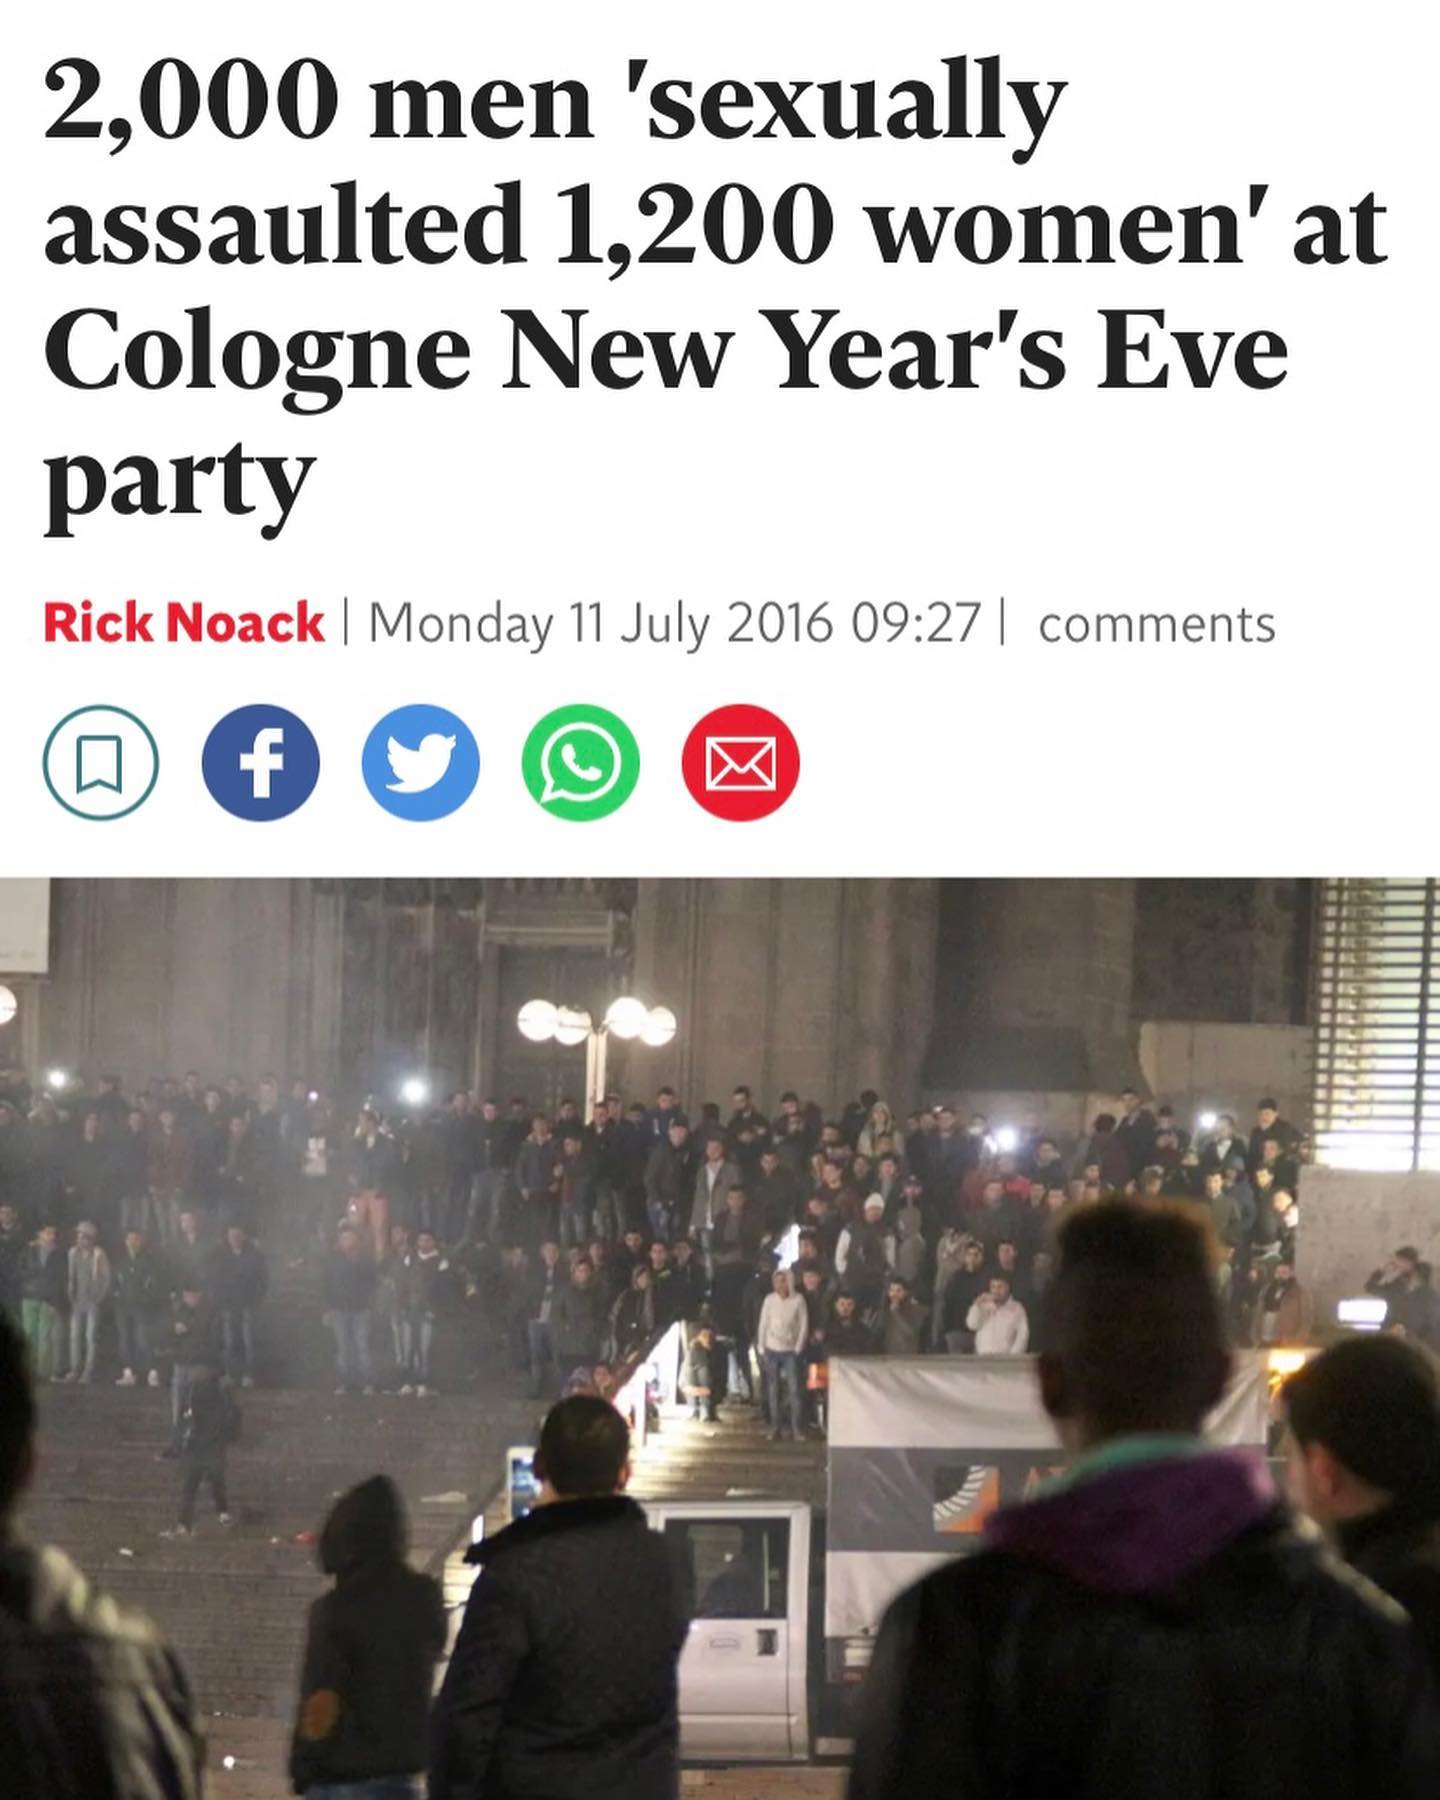 2,000 men 'sexually
assaulted 1,200 women' at
Cologne New Year's Eve
party
Rick Noack | Monday 11 July 2016 09:27 | comments